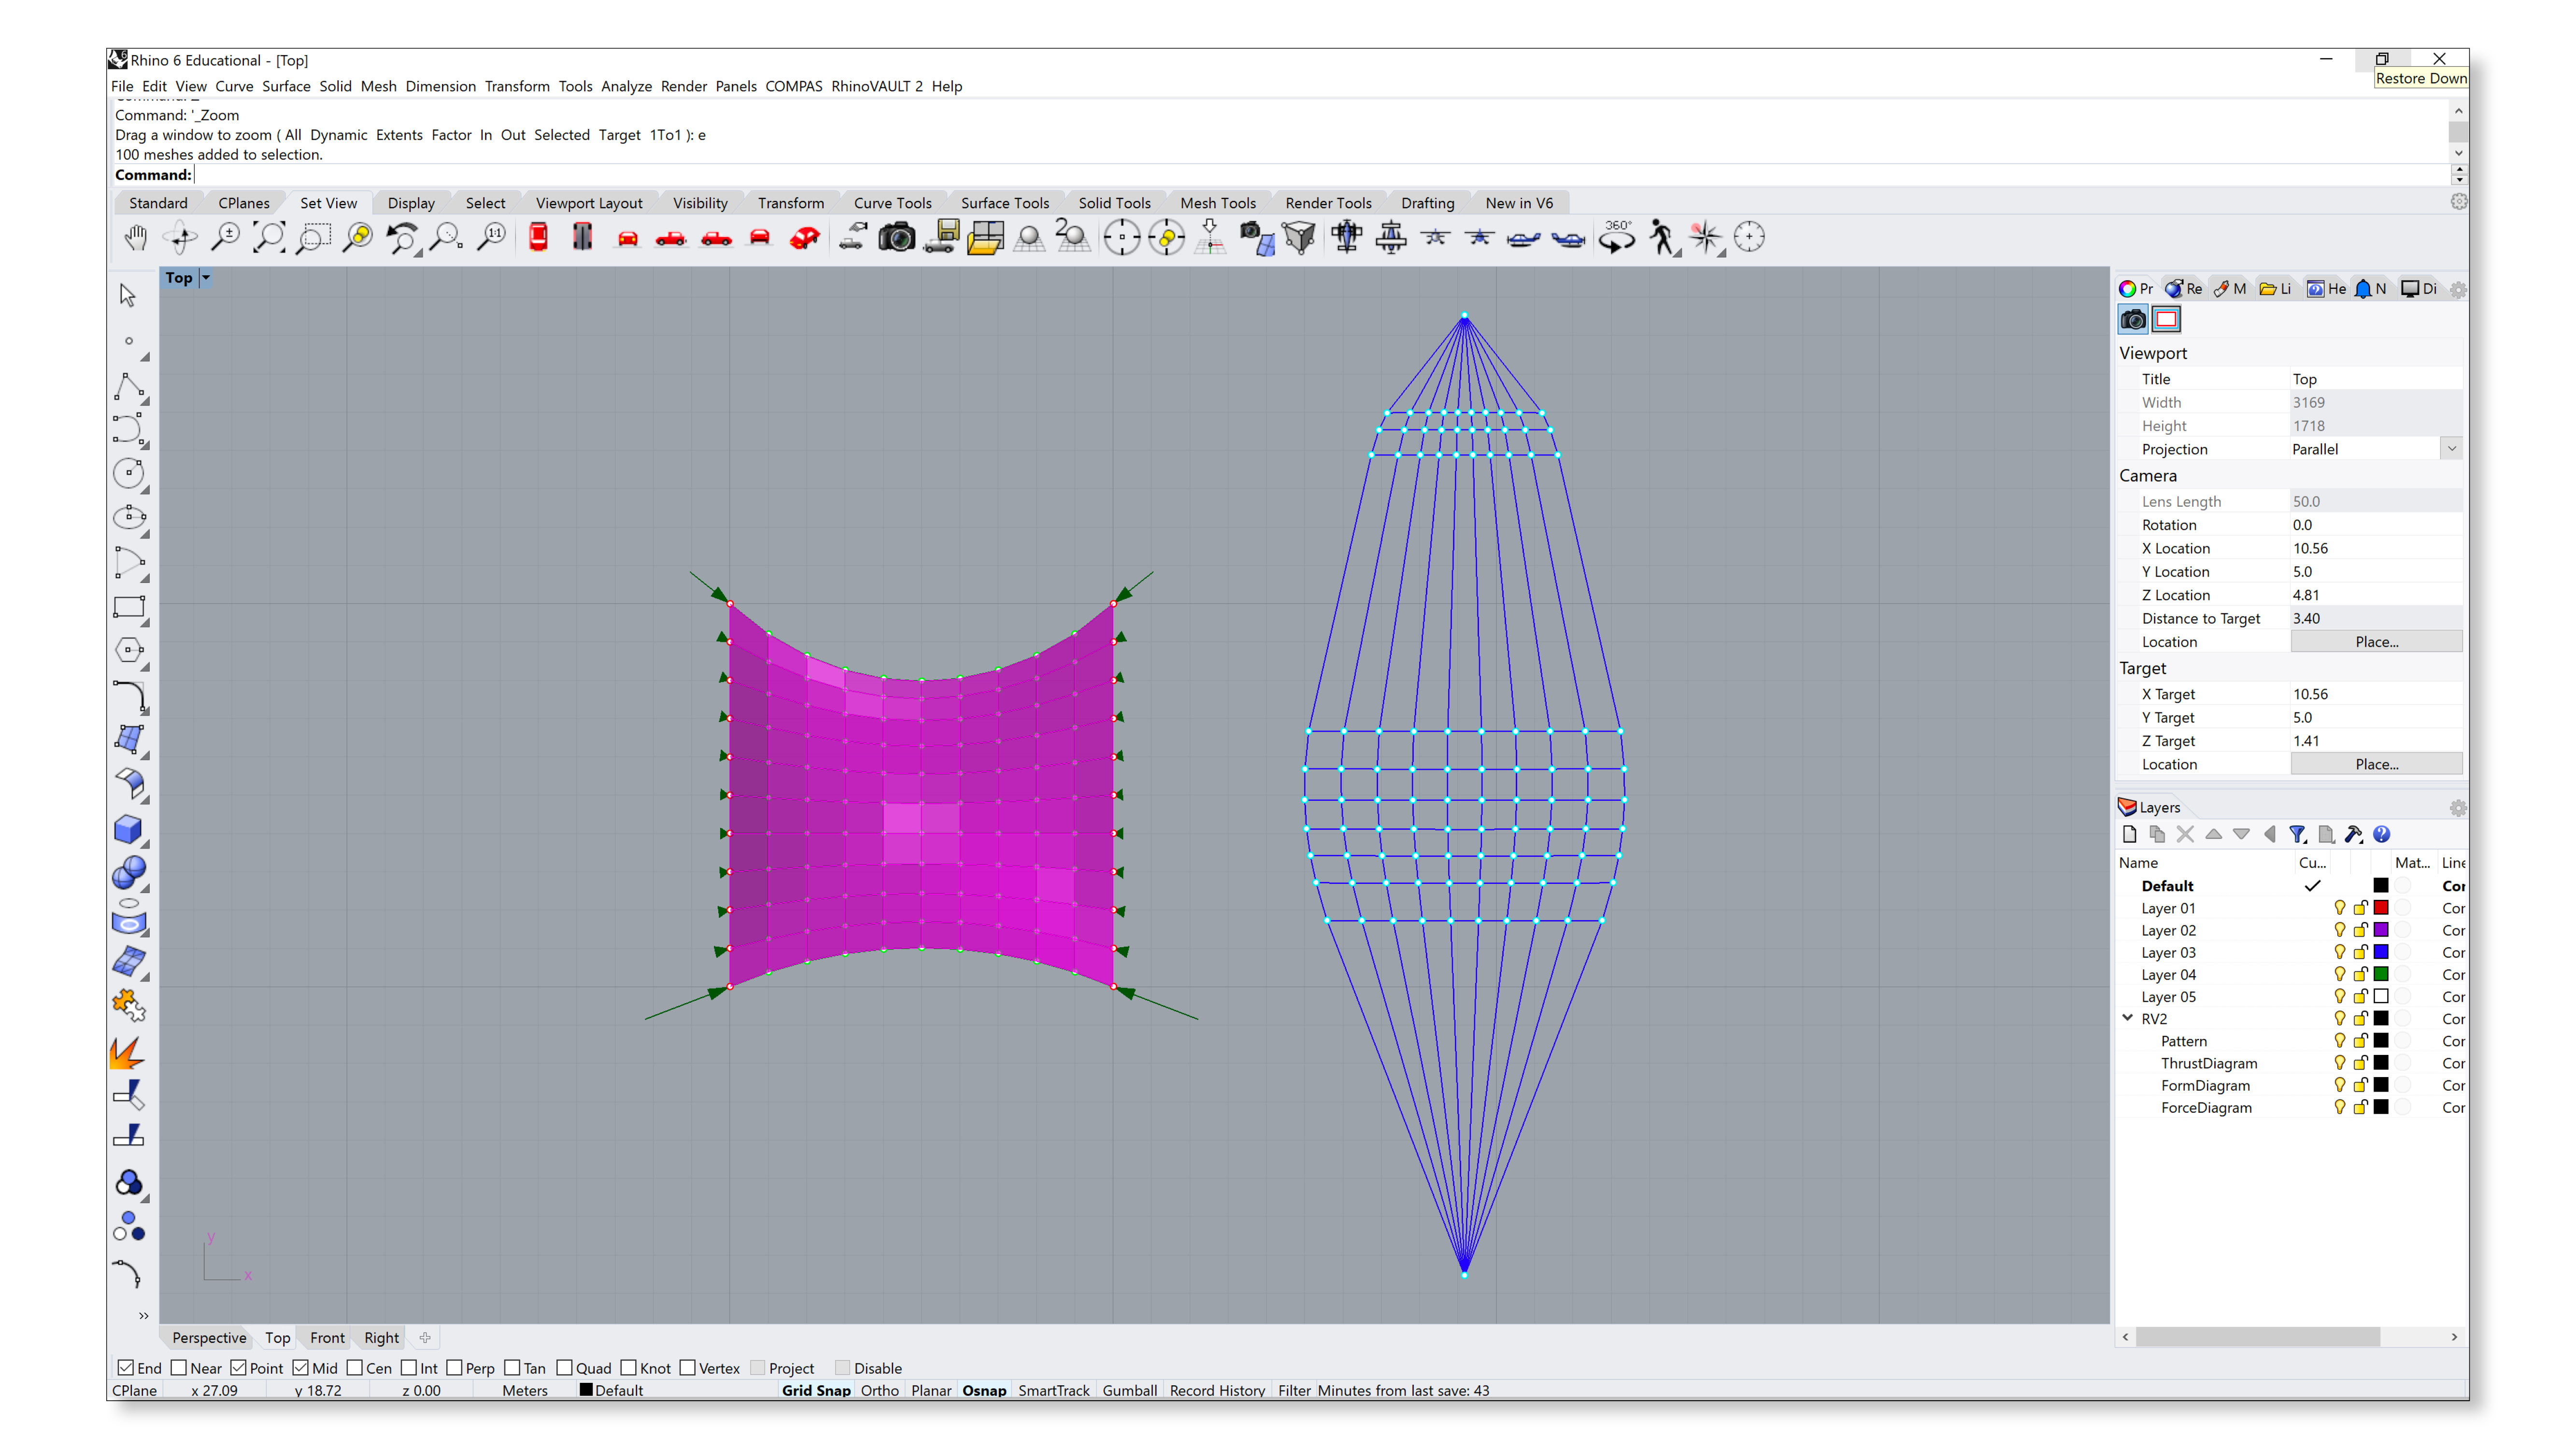 Rhino 6 Educational - [Top]
Restore Down
File Edit View Curve Surface Solid Mesh Dimension Transform Tools Analyze Render Panels COMPAS RhinoVAULT 2 Help
Command: '_Zoom
Drag a window to zoom ( All Dynamic Extents Factor In Out Selected Target 1To1 ): e
100 meshes added to selection.
Command:
Standard CPlanes Set View Display Select Viewport Layout Visibility Transform Curve Tools Surface Tools Solid Tools Mesh Tools Render Tools Drafting New in V6
1:1 2 360°
Top
Pr Re M Li He N Di
Viewport
Title Top
Width 3169
Height 1718
Projection Parallel
Camera
Lens Length 50.0
Rotation 0.0
X Location 10.56
Y Location 5.0
Z Location 4.81
Distance to Target 3.40
Location Place...
Target
X Target 10.56
Y Target 5.0
Z Target 1.41
Location Place...
Layers
Name Cu... Mat... Line
Default Cor
Layer 01 Cor
Layer 02 Cor
Layer 03 Cor
Layer 04 Cor
Layer 05 Cor
RV2 Cor
Pattern Cor
ThrustDiagram Cor
FormDiagram Cor
ForceDiagram Cor
y
x
Perspective Top Front Right
End Near Point Mid Cen Int Perp Tan Quad Knot Vertex Project Disable
CPlane x 27.09 y 18.72 z 0.00 Meters Default Grid Snap Ortho Planar Osnap SmartTrack Gumball Record History Filter Minutes from last save: 43